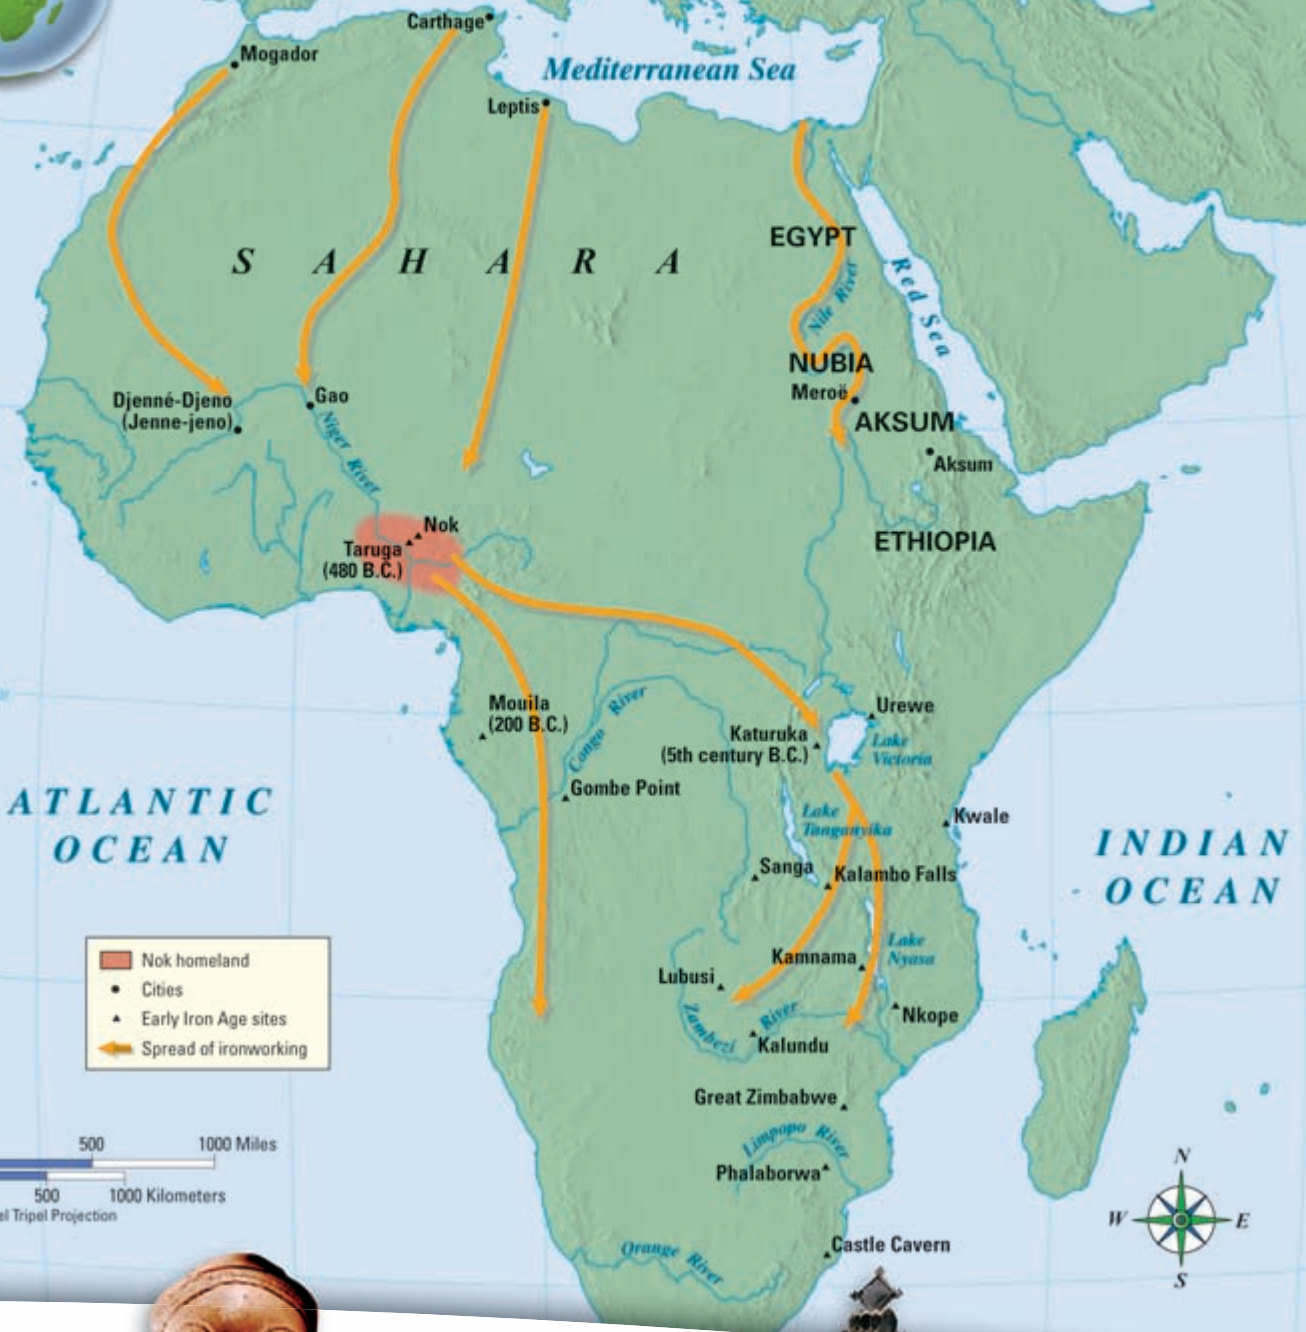 Carthage
Mogador
Mediterranean Sea
Leptis
EGYPT
SAHARA
Nile River
Red Sea
NUBIA
Meroë
Djenné-Djeno
(Jenne-jeno)
Gao
AKSUM
Niger River
Aksum
Nok
Taruga
(480 B.C.)
ETHIOPIA
Mouila
(200 B.C.)
Congo River
Urewe
Katuruka
(5th century B.C.)
Lake
Victoria
Gombe Point
ATLANTIC
OCEAN
Lake
Tanganyika
Kwale
INDIAN
OCEAN
Sanga
Kalambo Falls
Lake
Nyasa
Kamnama
Lubusi
Zambezi River
Nkope
Kalundu
Nok homeland
Cities
Early Iron Age sites
Spread of ironworking
Great Zimbabwe
Limpopo River
Phalaborwa
500 1000 Miles
500 1000 Kilometers
el Tripel Projection
N
W E
S
Castle Cavern
Orange River